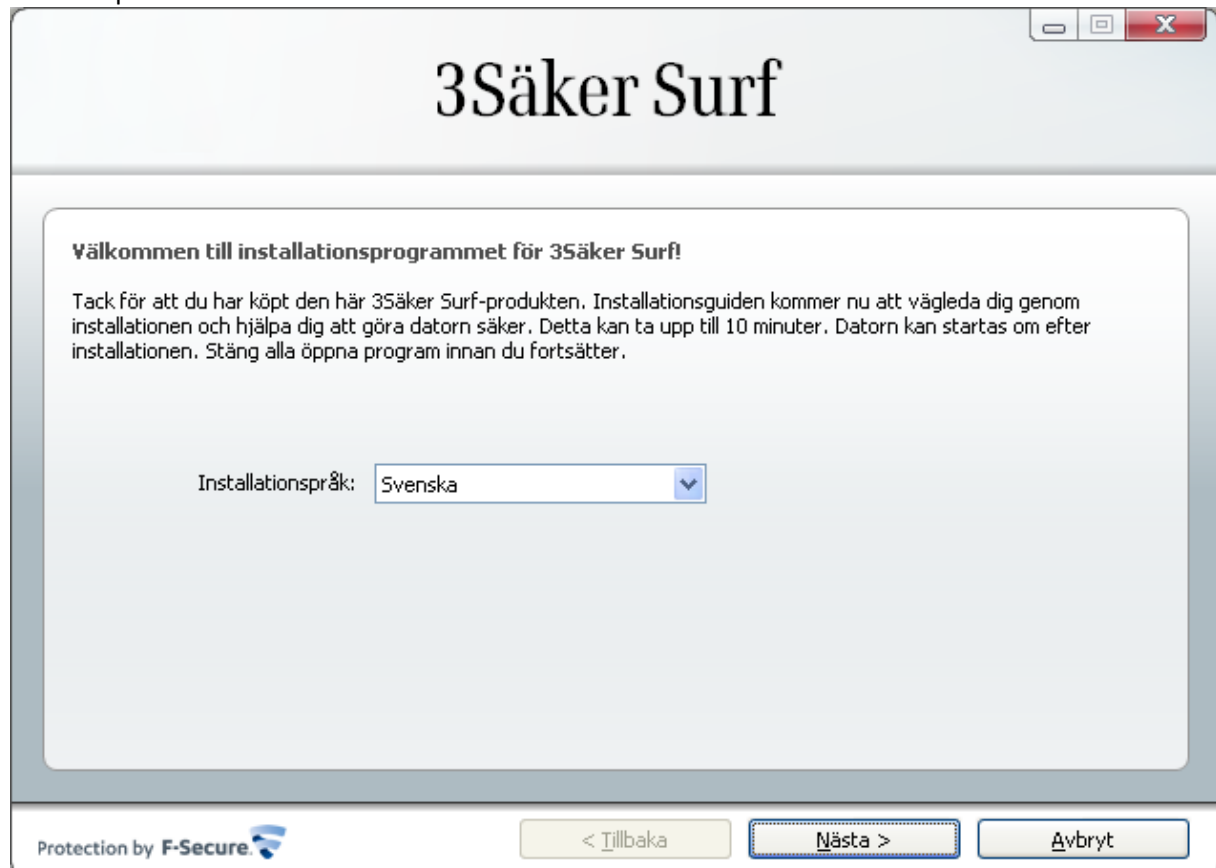 3Säker Surf
Välkommen till installationsprogrammet för 3Säker Surf!
Tack för att du har köpt den här 3Säker Surf-produkten. Installationsguiden kommer nu att vägleda dig genom
installationen och hjälpa dig att göra datorn säker. Detta kan ta upp till 10 minuter. Datorn kan startas om efter
installationen. Stäng alla öppna program innan du fortsätter.
Installationspråk: Svenska
Protection by F-Secure. < Tillbaka Nästa > Avbryt